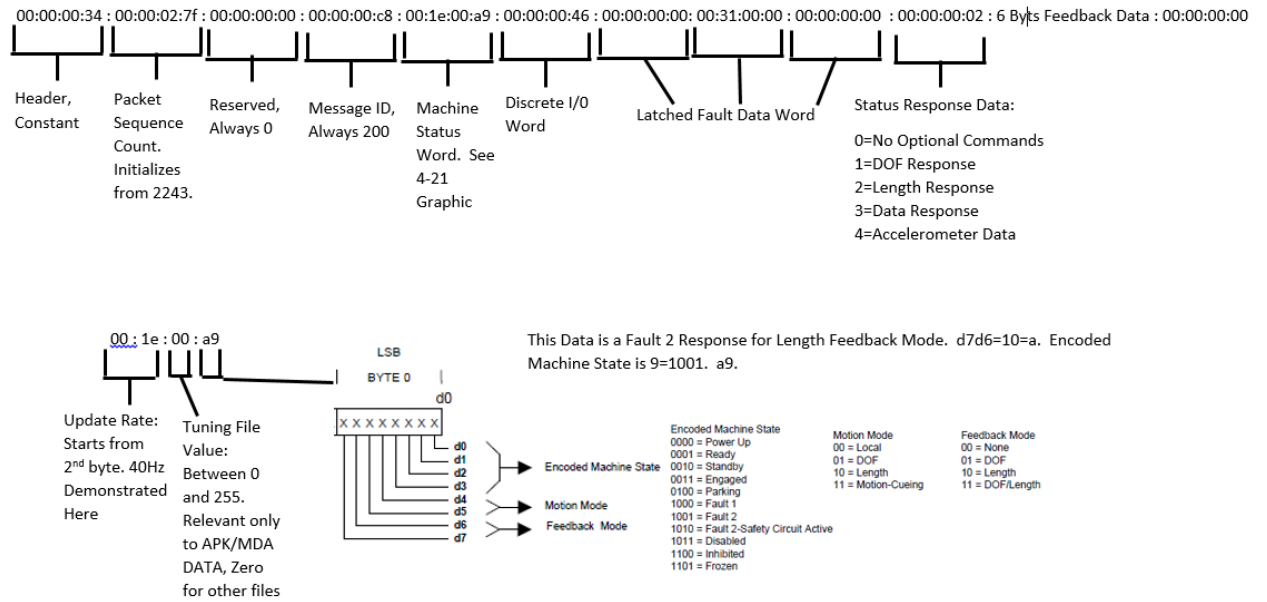 00:00:00:34 : 00:00:02:7f : 00:00:00:00 : 00:00:00:c8 : 00:1e:00:a9 : 00:00:00:46 : 00:00:00:00: 00:31:00:00 : 00:00:00:00 : 00:00:00:02 : 6 Byts Feedback Data : 00:00:00:00
Header,
Constant
Packet
Sequence
Count.
Initializes
from 2243.
Reserved,
Always 0
Message ID,
Always 200
Machine
Status
Word. See
4-21
Graphic
Discrete I/0
Word
Latched Fault Data Word
Status Response Data:
0=No Optional Commands
1=DOF Response
2=Length Response
3=Data Response
4=Accelerometer Data
00 : 1e : 00 : a9
This Data is a Fault 2 Response for Length Feedback Mode. d7d6=10=a. Encoded
Machine State is 9=1001. a9.
Update Rate:
Starts from
2nd byte. 40Hz
Demonstrated
Here
Tuning File
Value:
Between 0
and 255.
Relevant only
to APK/MDA
DATA, Zero
for other files
LSB
BYTE 0
d0
X X X X X X X X
d0
d1
d2
d3
d4
d5
d6
d7
Encoded Machine State
Motion Mode
Feedback Mode
Encoded Machine State
0000 = Power Up
0001 = Ready
0010 = Standby
0011 = Engaged
0100 = Parking
1000 = Fault 1
1001 = Fault 2
1010 = Fault 2-Safety Circuit Active
1011 = Disabled
1100 = Inhibited
1101 = Frozen
Motion Mode
00 = Local
01 = DOF
10 = Length
11 = Motion-Cueing
Feedback Mode
00 = None
01 = DOF
10 = Length
11 = DOF/Length